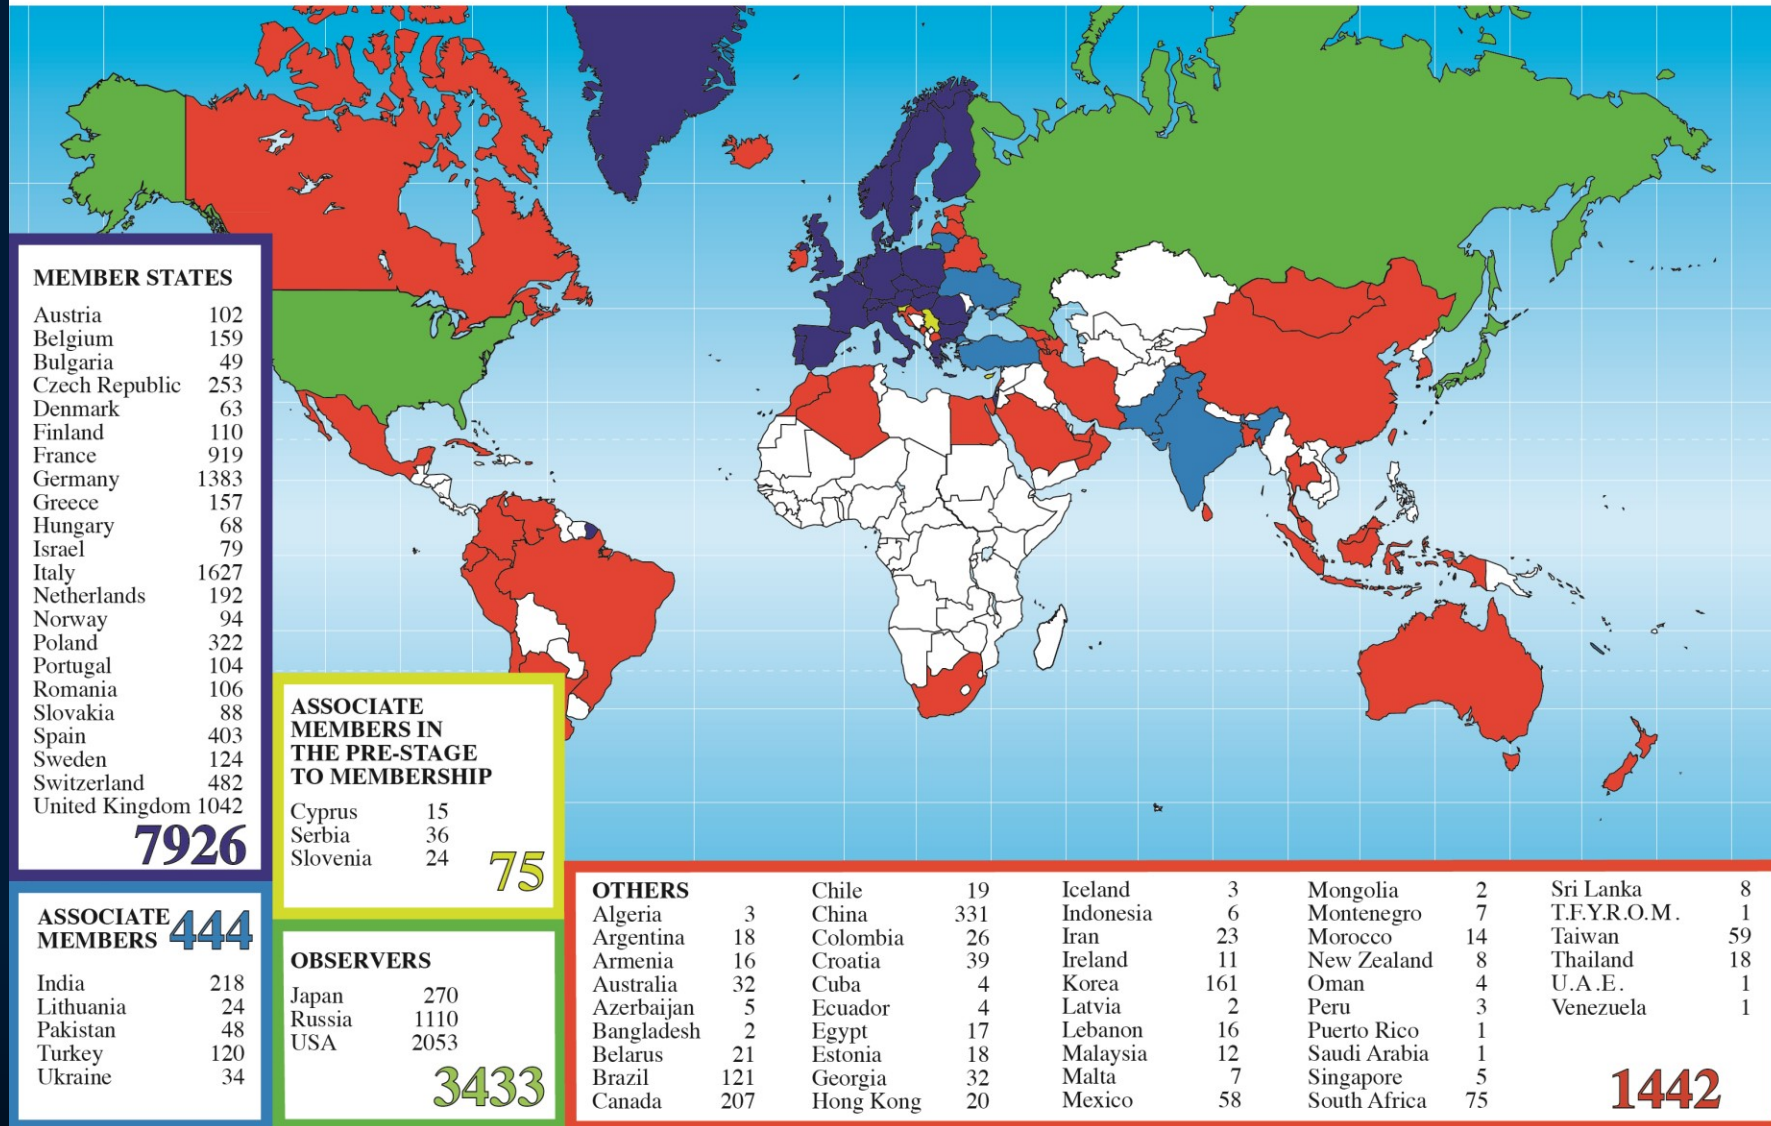 MEMBER STATES
Austria 102
Belgium 159
Bulgaria 49
Czech Republic 253
Denmark 63
Finland 110
France 919
Germany 1383
Greece 157
Hungary 68
Israel 79
Italy 1627
Netherlands 192
Norway 94
Poland 322
Portugal 104
Romania 106
Slovakia 88
Spain 403
Sweden 124
Switzerland 482
United Kingdom 1042
7926
ASSOCIATE
MEMBERS 444
India 218
Lithuania 24
Pakistan 48
Turkey 120
Ukraine 34
ASSOCIATE
MEMBERS IN
THE PRE-STAGE
TO MEMBERSHIP
Cyprus 15
Serbia 36
Slovenia 24
75
OBSERVERS
Japan 270
Russia 1110
USA 2053
3433
OTHERS
Algeria 3
Argentina 18
Armenia 16
Australia 32
Azerbaijan 5
Bangladesh 2
Belarus 21
Brazil 121
Canada 207
Chile 19
China 331
Colombia 26
Croatia 39
Cuba 4
Ecuador 4
Egypt 17
Estonia 18
Georgia 32
Hong Kong 20
Iceland 3
Indonesia 6
Iran 23
Ireland 11
Korea 161
Latvia 2
Lebanon 16
Malaysia 12
Malta 7
Mexico 58
Mongolia 2
Montenegro 7
Morocco 14
New Zealand 8
Oman 4
Peru 3
Puerto Rico 1
Saudi Arabia 1
Singapore 5
South Africa 75
Sri Lanka 8
T.F.Y.R.O.M. 1
Taiwan 59
Thailand 18
U.A.E. 1
Venezuela 1
1442